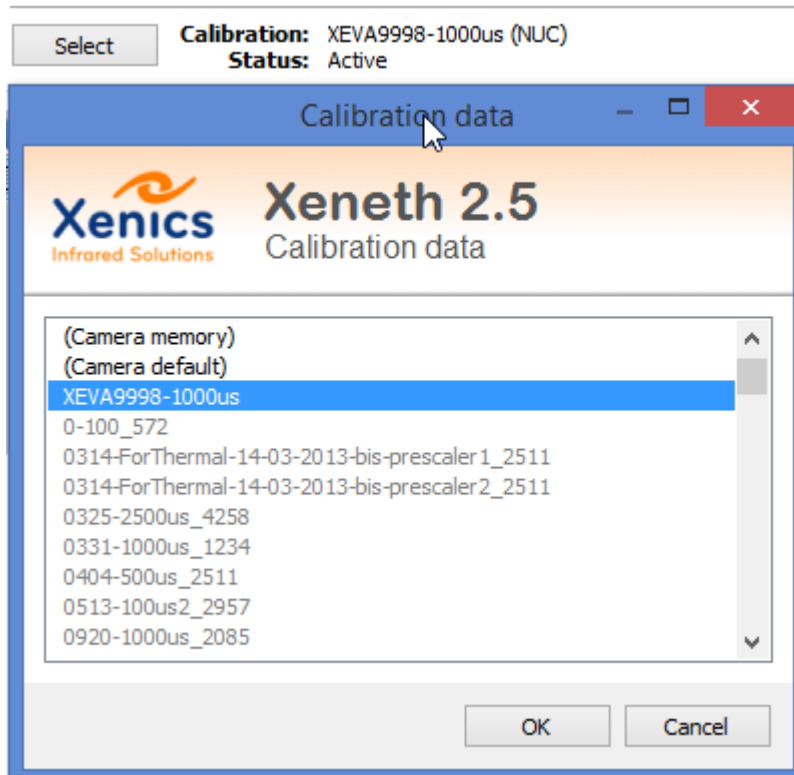 Select
Calibration: XEVA9998-1000us (NUC)
Status: Active
Calibration data
Xenics
Infrared Solutions
Xeneth 2.5
Calibration data
(Camera memory)
(Camera default)
XEVA9998-1000us
0-100_572
0314-ForThermal-14-03-2013-bis-prescaler1_2511
0314-ForThermal-14-03-2013-bis-prescaler2_2511
0325-2500us_4258
0331-1000us_1234
0404-500us_2511
0513-100us2_2957
0920-1000us_2085
OK
Cancel